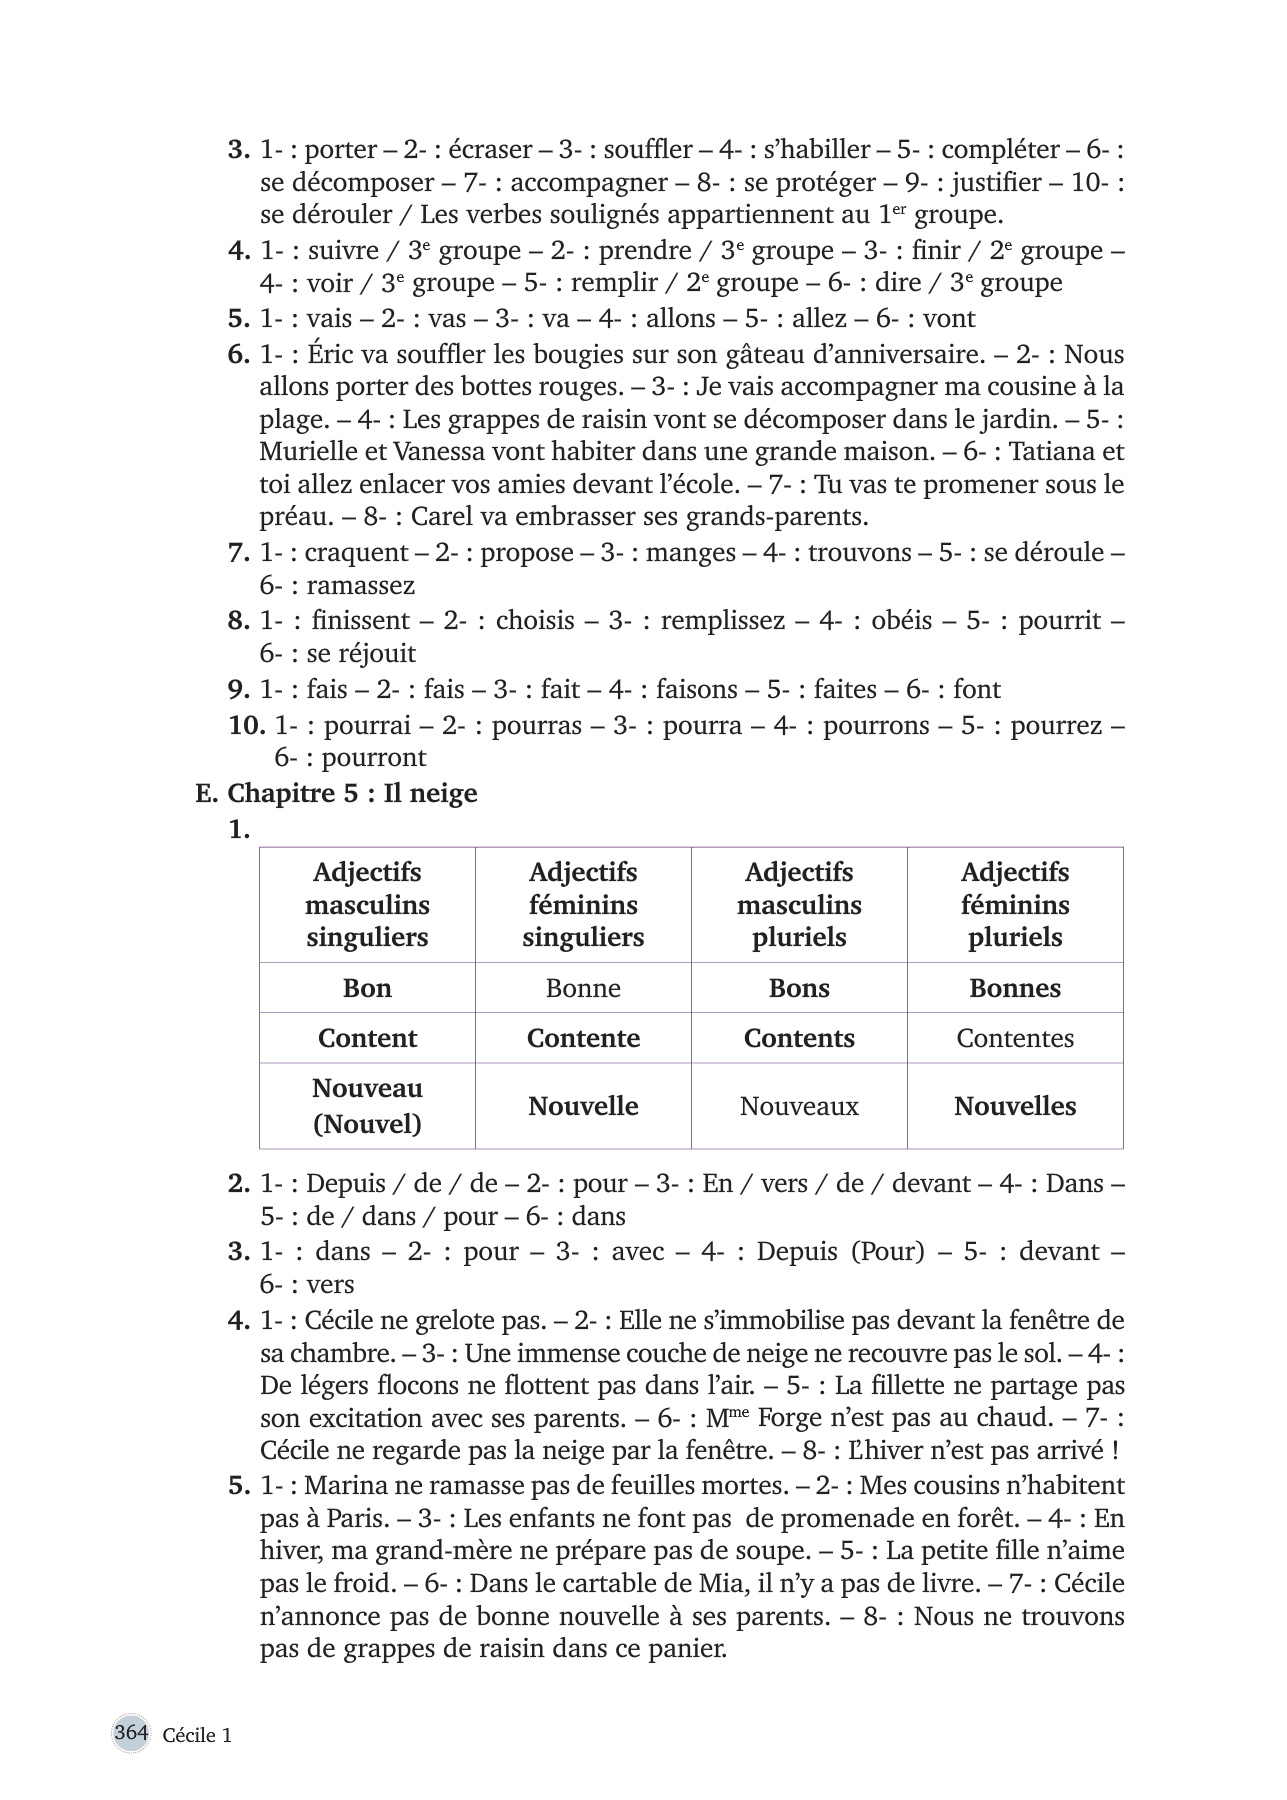 3. 1- : porter – 2- : écraser – 3- : souffler – 4- : s’habiller – 5- : compléter – 6- :
se décomposer – 7- : accompagner – 8- : se protéger – 9- : justifier – 10- :
se dérouler / Les verbes soulignés appartiennent au 1er groupe.
4. 1- : suivre / 3e groupe – 2- : prendre / 3e groupe – 3- : finir / 2e groupe –
4- : voir / 3e groupe – 5- : remplir / 2e groupe – 6- : dire / 3e groupe
5. 1- : vais – 2- : vas – 3- : va – 4- : allons – 5- : allez – 6- : vont
6. 1- : Éric va souffler les bougies sur son gâteau d’anniversaire. – 2- : Nous
allons porter des bottes rouges. – 3- : Je vais accompagner ma cousine à la
plage. – 4- : Les grappes de raisin vont se décomposer dans le jardin. – 5- :
Murielle et Vanessa vont habiter dans une grande maison. – 6- : Tatiana et
toi allez enlacer vos amies devant l’école. – 7- : Tu vas te promener sous le
préau. – 8- : Carel va embrasser ses grands-parents.
7. 1- : craquent – 2- : propose – 3- : manges – 4- : trouvons – 5- : se déroule –
6- : ramassez
8. 1- : finissent – 2- : choisis – 3- : remplissez – 4- : obéis – 5- : pourrit –
6- : se réjouit
9. 1- : fais – 2- : fais – 3- : fait – 4- : faisons – 5- : faites – 6- : font
10. 1- : pourrai – 2- : pourras – 3- : pourra – 4- : pourrons – 5- : pourrez –
6- : pourront
E. Chapitre 5 : Il neige
1.
Adjectifs masculins singuliers
Adjectifs féminins singuliers
Adjectifs masculins pluriels
Adjectifs féminins pluriels
Bon Bonne Bons Bonnes
Content Contente Contents Contentes
Nouveau (Nouvel) Nouvelle Nouveaux Nouvelles
2. 1- : Depuis / de / de – 2- : pour – 3- : En / vers / de / devant – 4- : Dans –
5- : de / dans / pour – 6- : dans
3. 1- : dans – 2- : pour – 3- : avec – 4- : Depuis (Pour) – 5- : devant –
6- : vers
4. 1- : Cécile ne grelote pas. – 2- : Elle ne s’immobilise pas devant la fenêtre de
sa chambre. – 3- : Une immense couche de neige ne recouvre pas le sol. – 4- :
De légers flocons ne flottent pas dans l’air. – 5- : La fillette ne partage pas
son excitation avec ses parents. – 6- : Mme Forge n’est pas au chaud. – 7- :
Cécile ne regarde pas la neige par la fenêtre. – 8- : L’hiver n’est pas arrivé !
5. 1- : Marina ne ramasse pas de feuilles mortes. – 2- : Mes cousins n’habitent
pas à Paris. – 3- : Les enfants ne font pas de promenade en forêt. – 4- : En
hiver, ma grand-mère ne prépare pas de soupe. – 5- : La petite fille n’aime
pas le froid. – 6- : Dans le cartable de Mia, il n’y a pas de livre. – 7- : Cécile
n’annonce pas de bonne nouvelle à ses parents. – 8- : Nous ne trouvons
pas de grappes de raisin dans ce panier.
364 Cécile 1